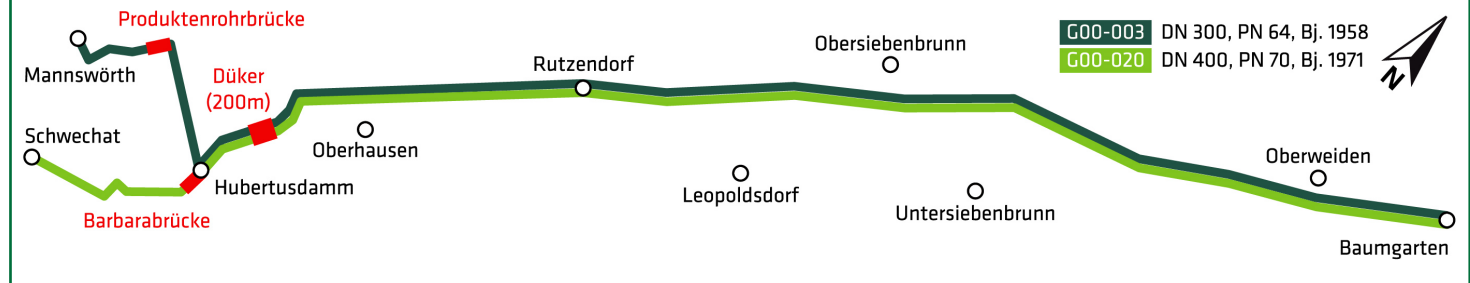 Produktenrohrbrücke
G00-003 DN 300, PN 64, Bj. 1958
Obersiebenbrunn
G00-020 DN 400, PN 70, Bj. 1971
Mannswörth
Rutzendorf
N
Düker
(200m)
Schwechat
Oberhausen
Oberweiden
Hubertusdamm
Leopoldsdorf
Untersiebenbrunn
Barbarabrücke
Baumgarten